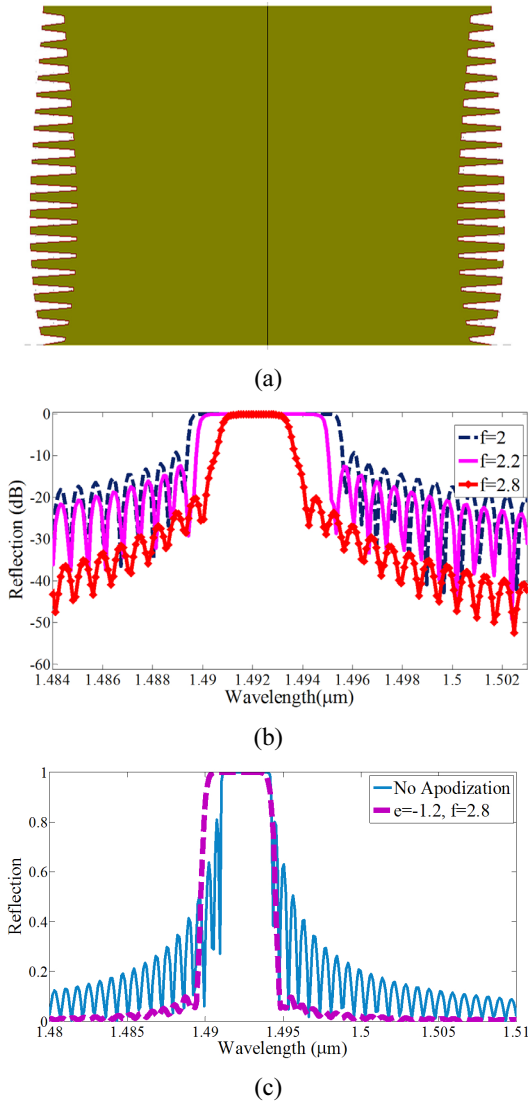 (a)
0
-10
-20
-30
-40
-50
-60
Reflection (dB)
f=2
f=2.2
f=2.8
1.484 1.486 1.488 1.49 1.492 1.494 1.496 1.498 1.5 1.502
Wavelength(μm)
(b)
1
0.8
0.6
0.4
0.2
0
Reflection
No Apodization
e=-1.2, f=2.8
1.48 1.485 1.49 1.495 1.5 1.505 1.51
Wavelength (μm)
(c)